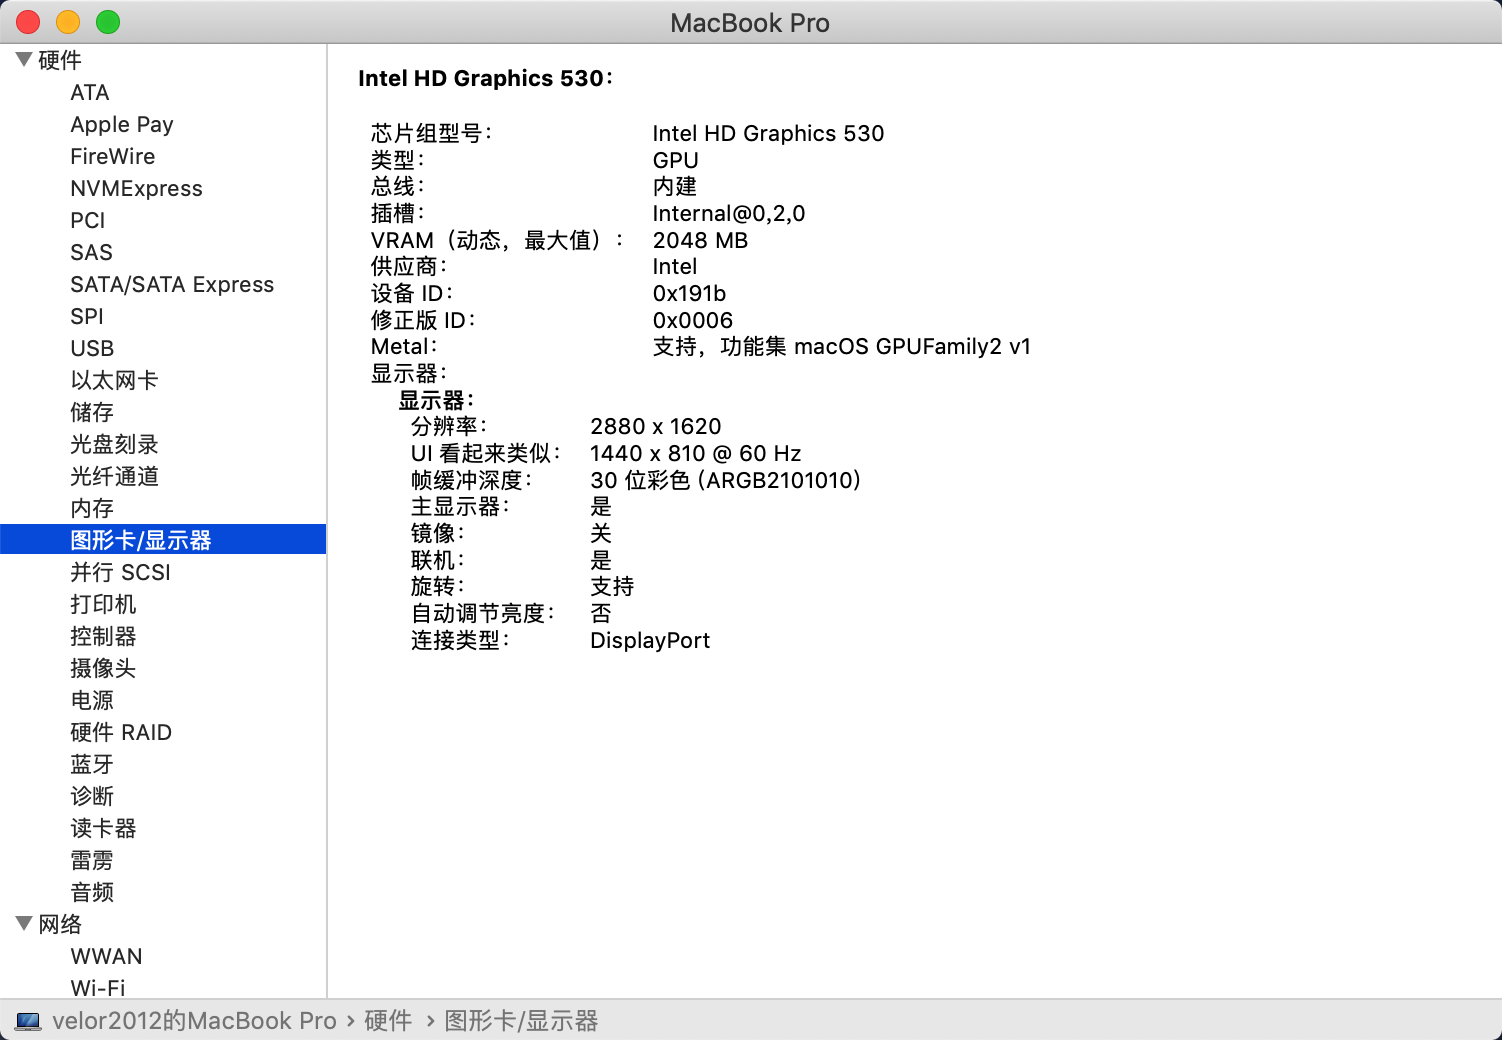 MacBook Pro
硬件
ATA
Apple Pay
FireWire
NVMExpress
PCI
SAS
SATA/SATA Express
SPI
USB
以太网卡
储存
光盘刻录
光纤通道
内存
图形卡/显示器
并行 SCSI
打印机
控制器
摄像头
电源
硬件 RAID
蓝牙
诊断
读卡器
雷雳
音频
网络
WWAN
Wi-Fi
Intel HD Graphics 530：
芯片组型号： Intel HD Graphics 530
类型： GPU
总线： 内建
插槽： Internal@0,2,0
VRAM（动态，最大值）： 2048 MB
供应商： Intel
设备 ID： 0x191b
修正版 ID： 0x0006
Metal： 支持，功能集 macOS GPUFamily2 v1
显示器：
显示器：
分辨率： 2880 x 1620
UI 看起来类似： 1440 x 810 @ 60 Hz
帧缓冲深度： 30 位彩色 (ARGB2101010)
主显示器： 是
镜像： 关
联机： 是
旋转： 支持
自动调节亮度： 否
连接类型： DisplayPort
velor2012的MacBook Pro › 硬件 › 图形卡/显示器